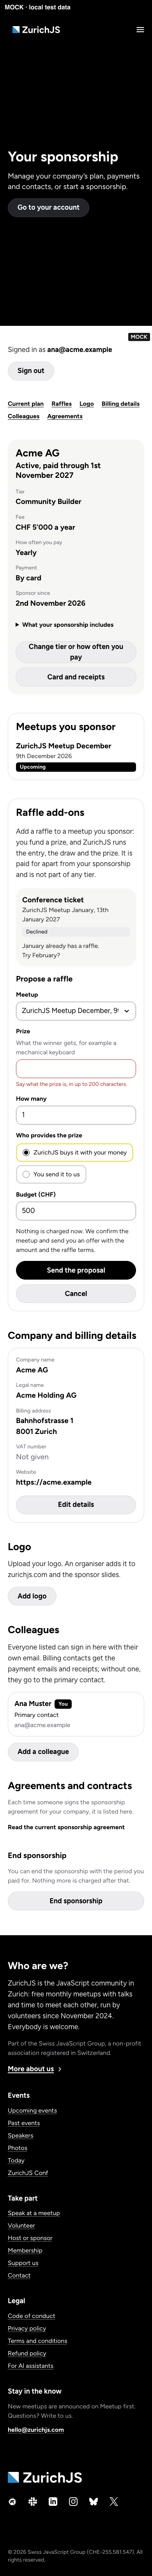 MOCK · local test data
ZurichJS
Your sponsorship
Manage your company's plan, payments
and contacts, or start a sponsorship.
Go to your account
MOCK
Signed in as ana@acme.example
Sign out
Current plan Raffles Logo Billing details
Colleagues Agreements
Acme AG
Active, paid through 1st
November 2027
Tier
Community Builder
Fee
CHF 5'000 a year
How often you pay
Yearly
Payment
By card
Sponsor since
2nd November 2026
What your sponsorship includes
Change tier or how often you
pay
Card and receipts
Meetups you sponsor
ZurichJS Meetup December
9th December 2026
Upcoming
Raffle add-ons
Add a raffle to a meetup you sponsor:
you fund a prize, and ZurichJS runs
the entry, the draw and the prize. It is
paid for apart from your sponsorship
and is not part of any tier.
Conference ticket
ZurichJS Meetup January, 13th
January 2027
Declined
January already has a raffle.
Try February?
Propose a raffle
Meetup
ZurichJS Meetup December, 9t
Prize
What the winner gets, for example a
mechanical keyboard
Say what the prize is, in up to 200 characters.
How many
1
Who provides the prize
ZurichJS buys it with your money
You send it to us
Budget (CHF)
500
Nothing is charged now. We confirm the
meetup and send you an offer with the
amount and the raffle terms.
Send the proposal
Cancel
Company and billing details
Company name
Acme AG
Legal name
Acme Holding AG
Billing address
Bahnhofstrasse 1
8001 Zurich
VAT number
Not given
Website
https://acme.example
Edit details
Logo
Upload your logo. An organiser adds it to
zurichjs.com and the sponsor slides.
Add logo
Colleagues
Everyone listed can sign in here with their
own email. Billing contacts get the
payment emails and receipts; without one,
they go to the primary contact.
Ana Muster You
Primary contact
ana@acme.example
Add a colleague
Agreements and contracts
Each time someone signs the sponsorship
agreement for your company, it is listed here.
Read the current sponsorship agreement
End sponsorship
You can end the sponsorship with the period you
paid for. Nothing more is charged after that.
End sponsorship
Who are we?
ZurichJS is the JavaScript community in
Zurich: free monthly meetups with talks
and time to meet each other, run by
volunteers since November 2024.
Everybody is welcome.
Part of the Swiss JavaScript Group, a non-profit
association registered in Switzerland.
More about us
Events
Upcoming events
Past events
Speakers
Photos
Today
ZurichJS Conf
Take part
Speak at a meetup
Volunteer
Host or sponsor
Membership
Support us
Contact
Legal
Code of conduct
Privacy policy
Terms and conditions
Refund policy
For AI assistants
Stay in the know
New meetups are announced on Meetup first.
Questions? Write to us.
hello@zurichjs.com
ZurichJS
© 2026 Swiss JavaScript Group (CHE-255.581.547). All
rights reserved.